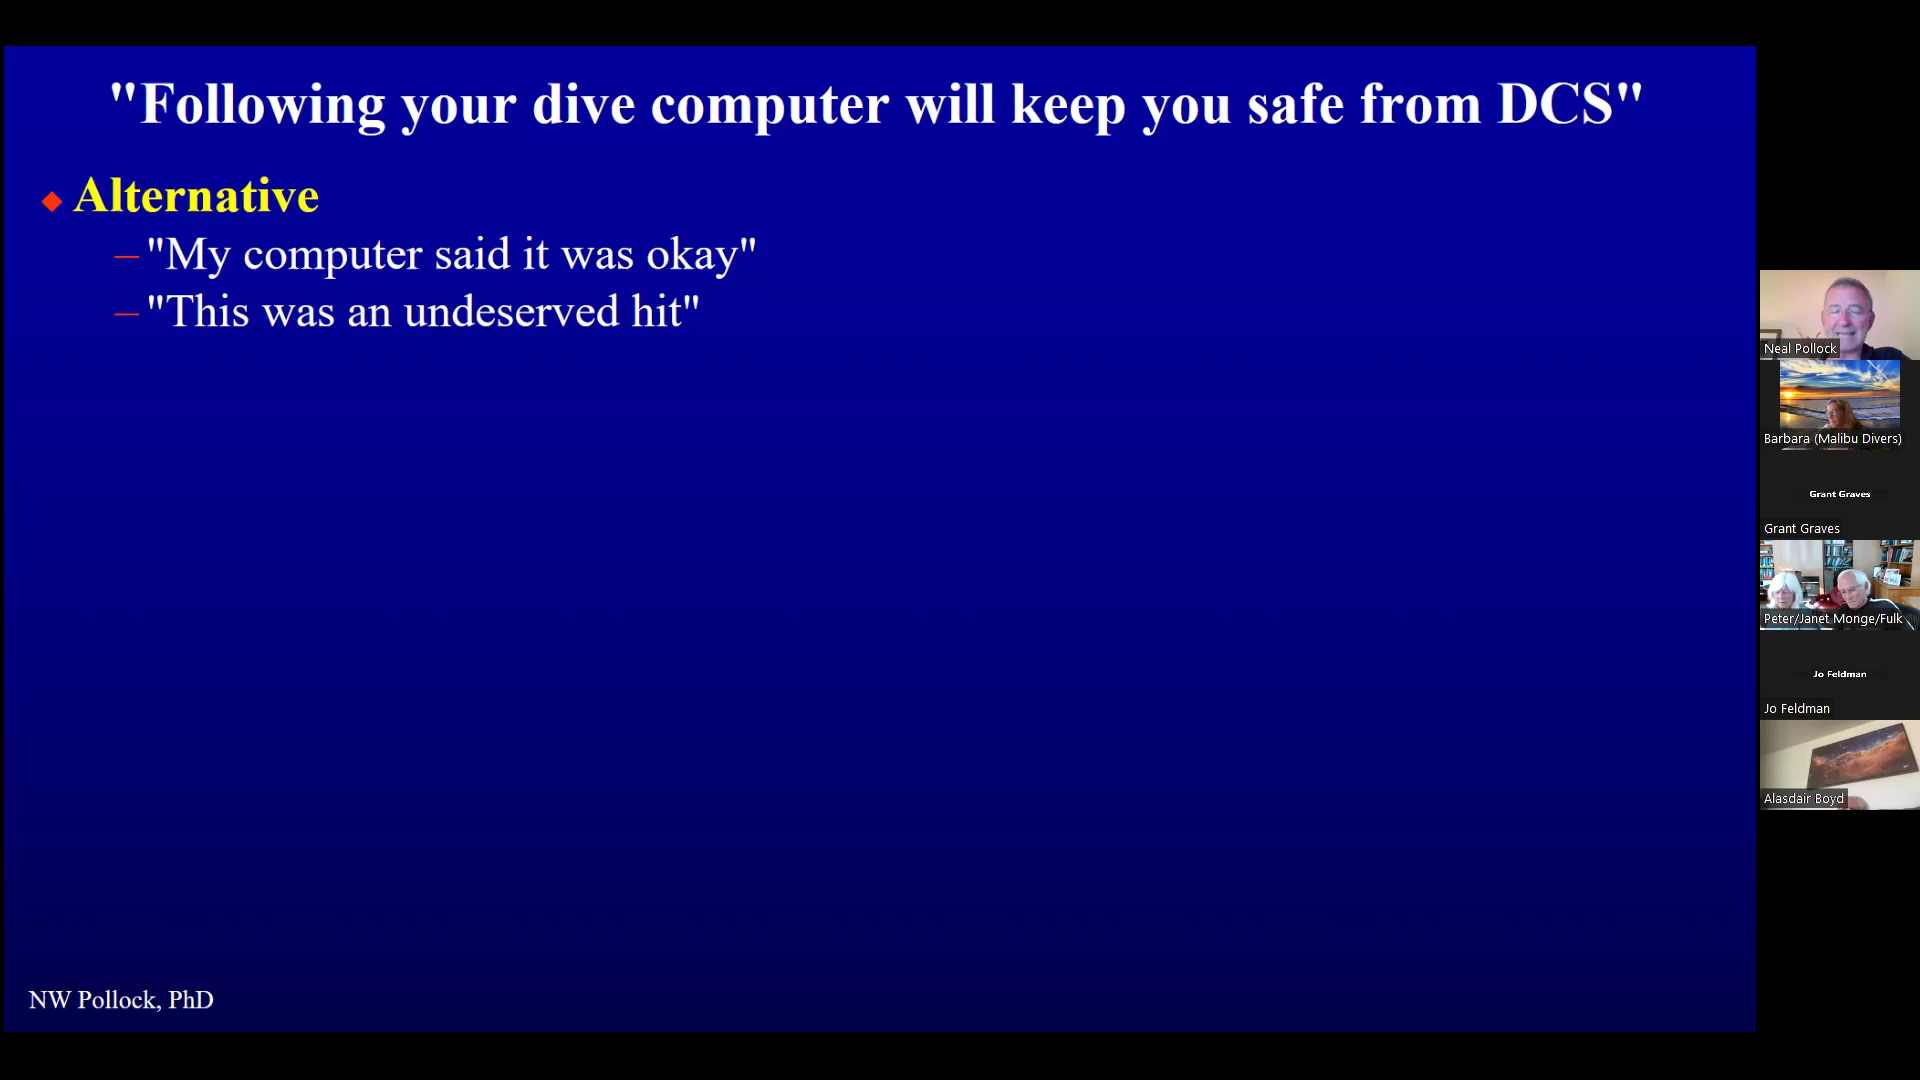 "Following your dive computer will keep you safe from DCS"
Alternative
"My computer said it was okay"
"This was an undeserved hit"
NW Pollock, PhD
Neal Pollock
Barbara (Malibu Divers)
Grant Graves
Grant Graves
Peter/Janet Monge/Fulk
Jo Feldman
Jo Feldman
Alasdair Boyd